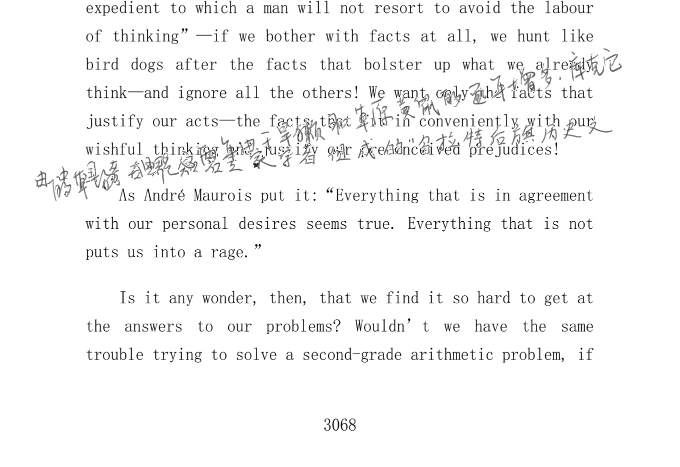 expedient to which a man will not resort to avoid the labour
of thinking” —if we bother with facts at all, we hunt like
bird dogs after the facts that bolster up what we already
think—and ignore all the others! We want only the facts that
justify our acts—the facts that fit in conveniently with our
wishful thinking and justify our preconceived prejudices!
As André Maurois put it: “Everything that is in agreement
with our personal desires seems true. Everything that is not
puts us into a rage.”
Is it any wonder, then, that we find it so hard to get at
the answers to our problems? Wouldn’t we have the same
trouble trying to solve a second-grade arithmetic problem, if
3068